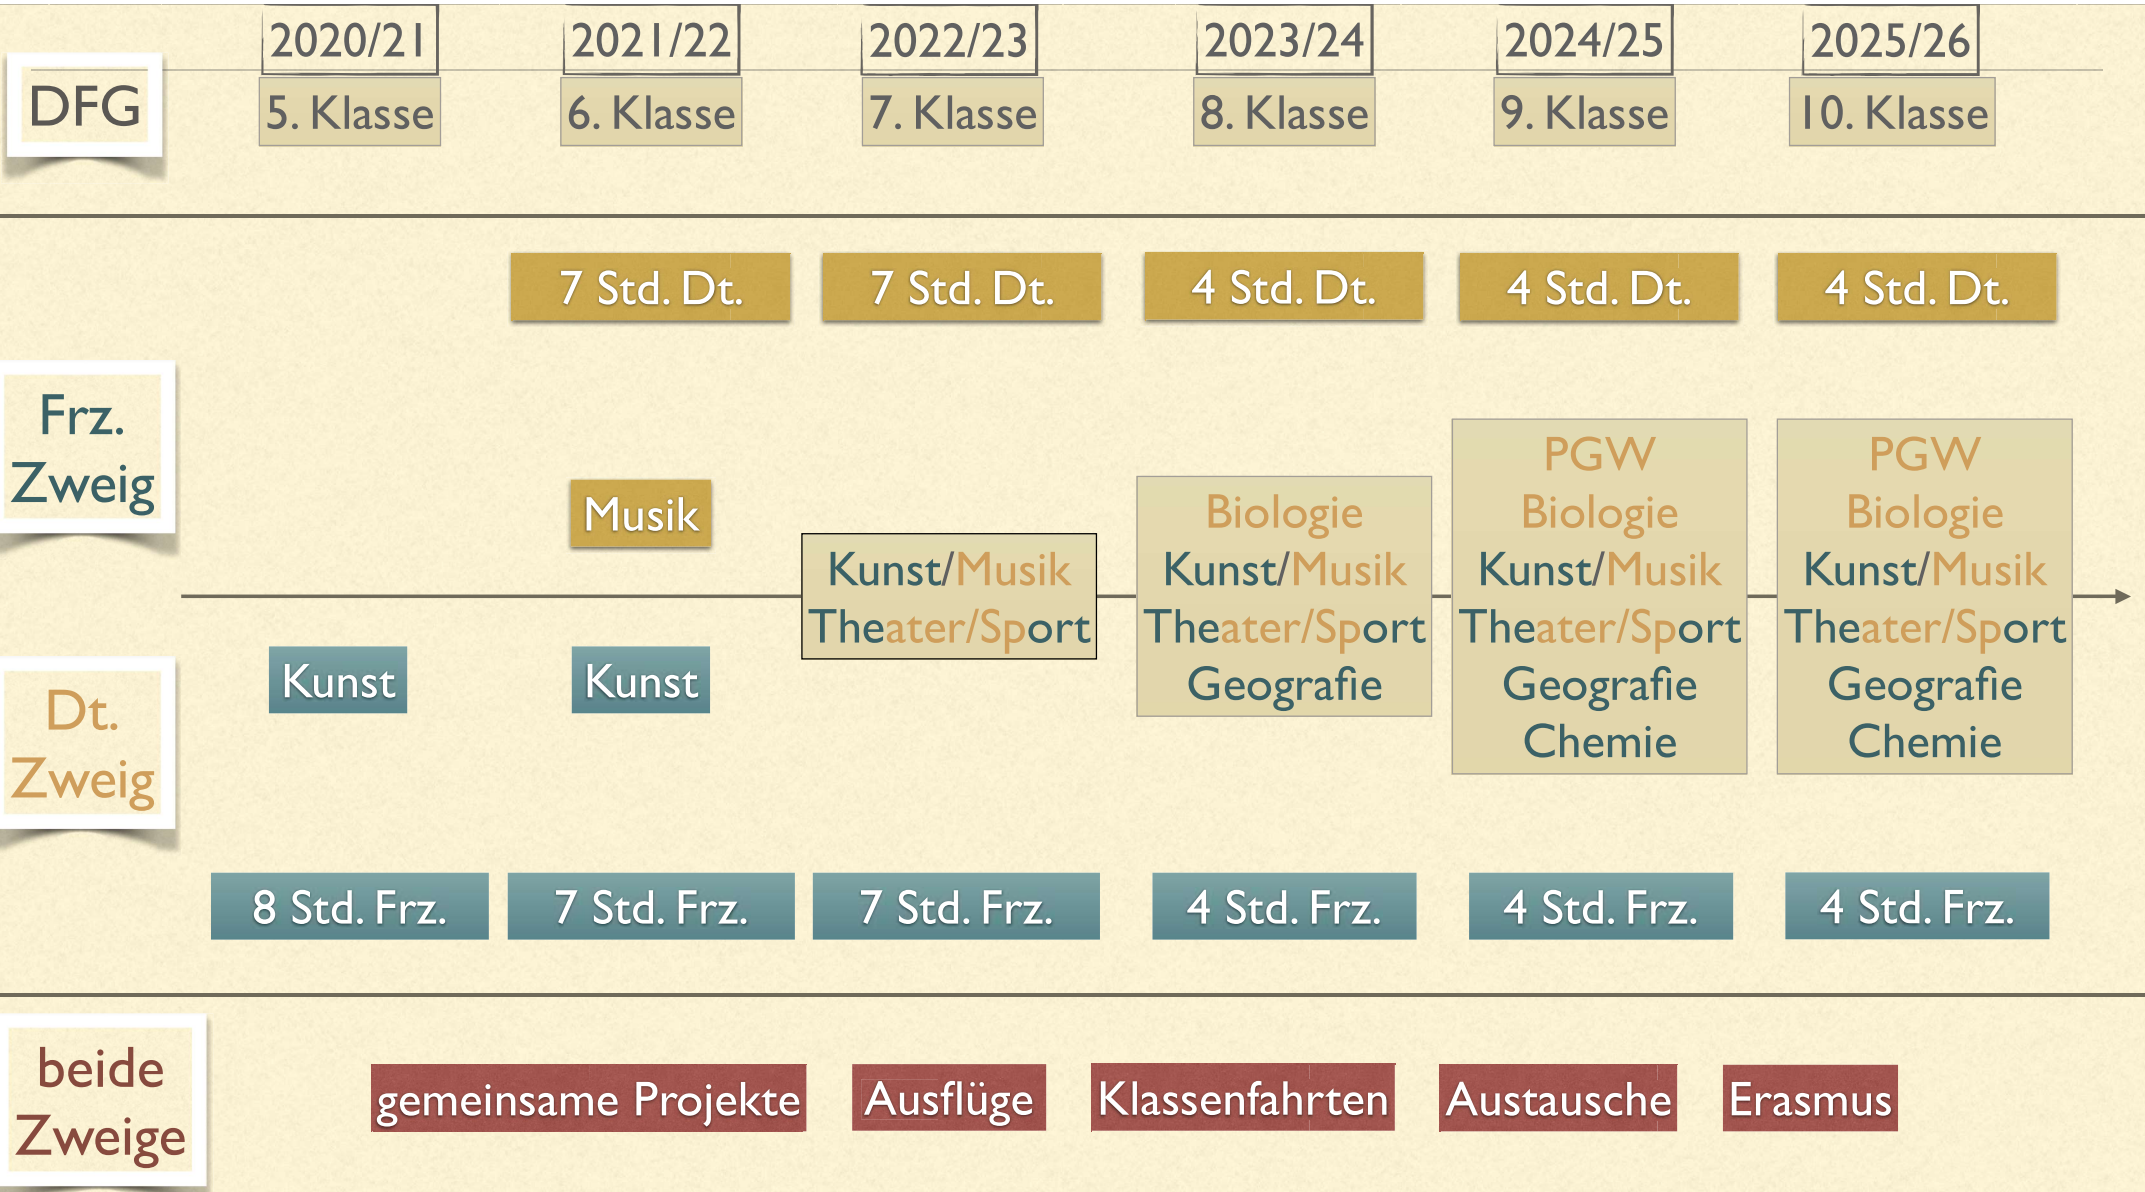 2020/21 2021/22 2022/23 2023/24 2024/25 2025/26
DFG
5. Klasse 6. Klasse 7. Klasse 8. Klasse 9. Klasse 10. Klasse
7 Std. Dt. 7 Std. Dt. 4 Std. Dt. 4 Std. Dt. 4 Std. Dt.
Frz.
Zweig
Musik
Kunst/Musik
Theater/Sport
Biologie
Kunst/Musik
Theater/Sport
Geografie
PGW
Biologie
Kunst/Musik
Theater/Sport
Geografie
Chemie
PGW
Biologie
Kunst/Musik
Theater/Sport
Geografie
Chemie
Dt.
Zweig
Kunst Kunst
8 Std. Frz. 7 Std. Frz. 7 Std. Frz. 4 Std. Frz. 4 Std. Frz. 4 Std. Frz.
beide
Zweige
gemeinsame Projekte Ausflüge Klassenfahrten Austausche Erasmus